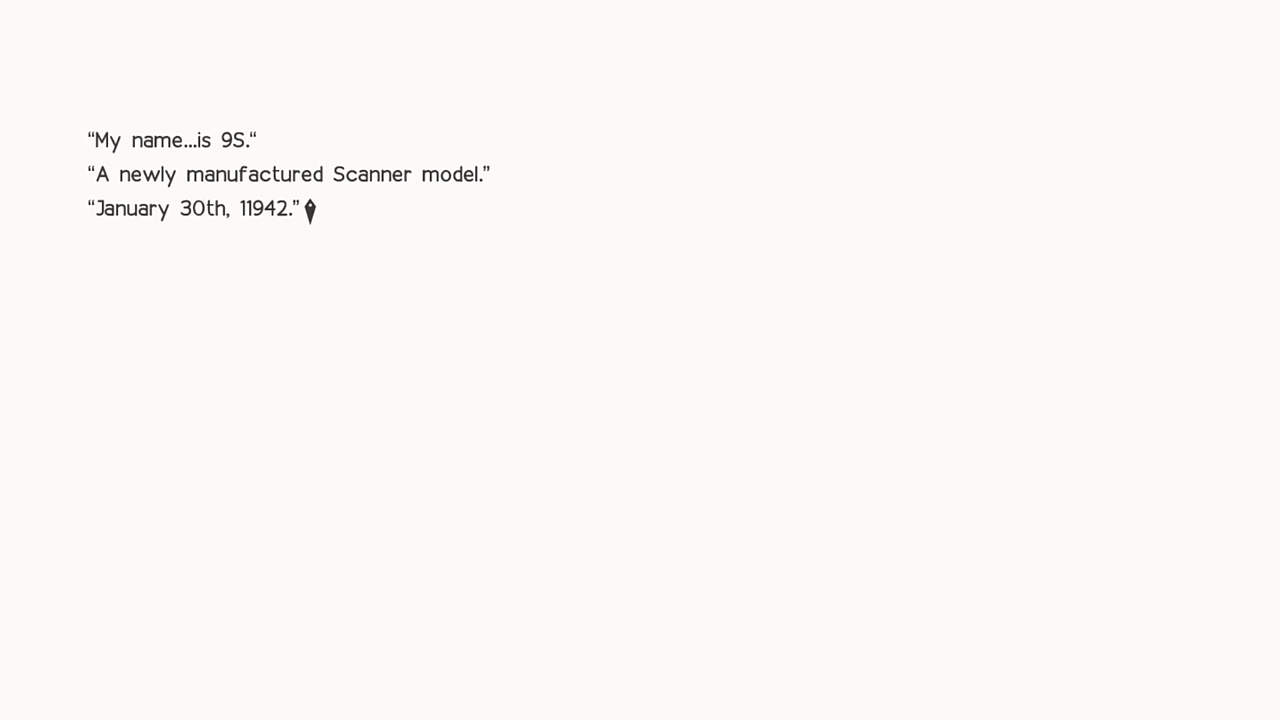 “My name...is 9S.“
“A newly manufactured Scanner model.”
“January 30th, 11942.”